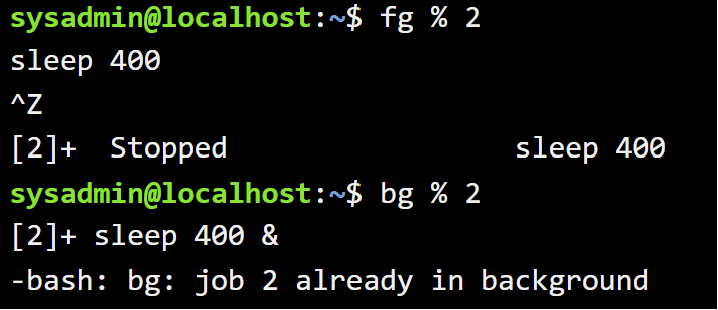 sysadmin@localhost:~$ fg % 2
sleep 400
^Z
[2]+  Stopped                 sleep 400
sysadmin@localhost:~$ bg % 2
[2]+ sleep 400 &
-bash: bg: job 2 already in background